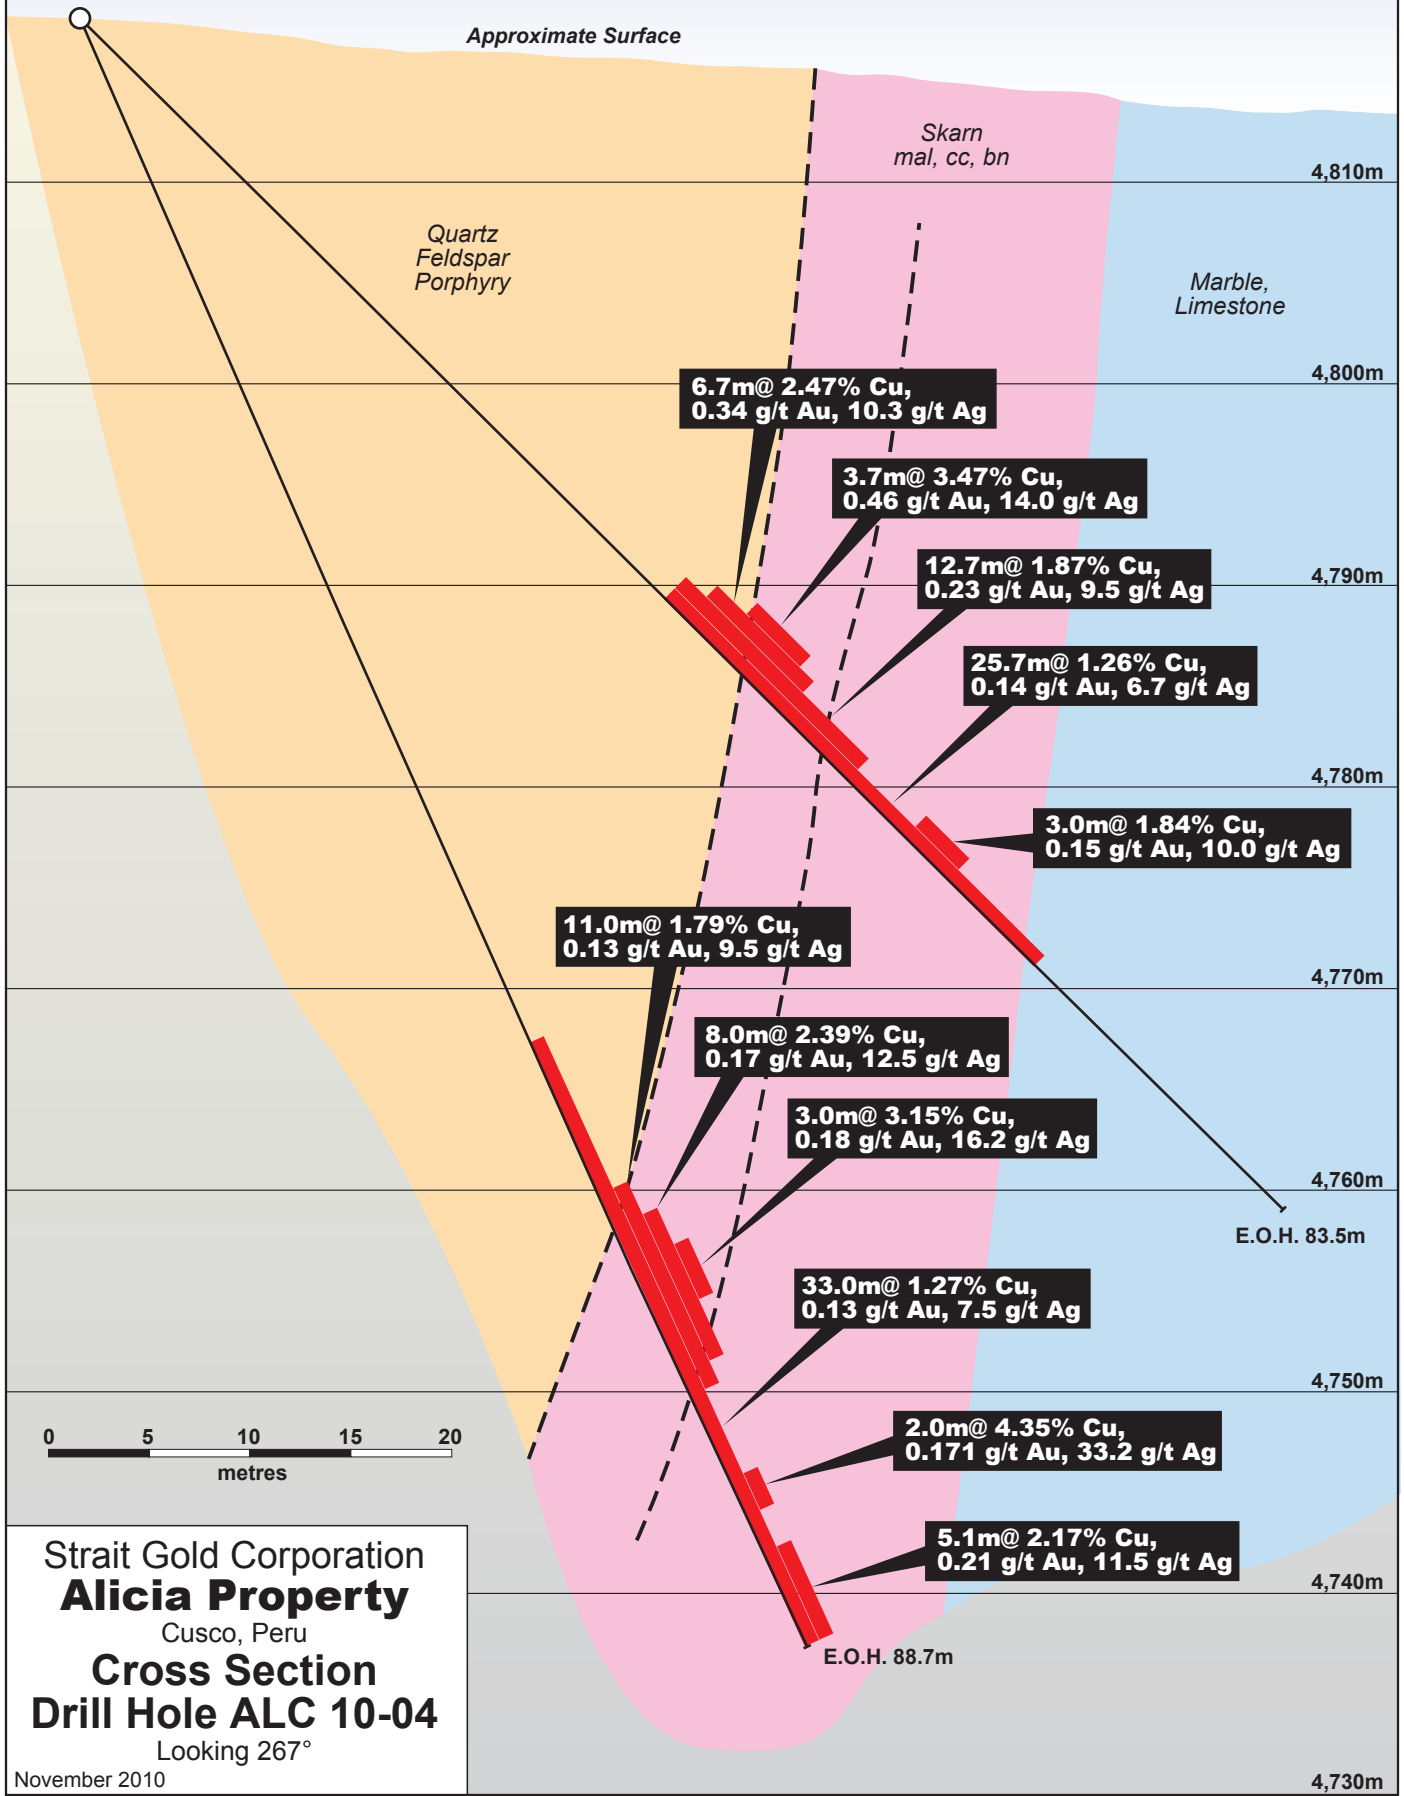 Approximate Surface
Skarn
mal, cc, bn
4,810m
Quartz
Feldspar
Porphyry
Marble,
Limestone
4,800m
6.7m@ 2.47% Cu,
0.34 g/t Au, 10.3 g/t Ag
3.7m@ 3.47% Cu,
0.46 g/t Au, 14.0 g/t Ag
4,790m
12.7m@ 1.87% Cu,
0.23 g/t Au, 9.5 g/t Ag
25.7m@ 1.26% Cu,
0.14 g/t Au, 6.7 g/t Ag
4,780m
3.0m@ 1.84% Cu,
0.15 g/t Au, 10.0 g/t Ag
11.0m@ 1.79% Cu,
0.13 g/t Au, 9.5 g/t Ag
4,770m
8.0m@ 2.39% Cu,
0.17 g/t Au, 12.5 g/t Ag
3.0m@ 3.15% Cu,
0.18 g/t Au, 16.2 g/t Ag
4,760m
E.O.H. 83.5m
33.0m@ 1.27% Cu,
0.13 g/t Au, 7.5 g/t Ag
4,750m
2.0m@ 4.35% Cu,
0.171 g/t Au, 33.2 g/t Ag
0 5 10 15 20
metres
5.1m@ 2.17% Cu,
0.21 g/t Au, 11.5 g/t Ag
4,740m
E.O.H. 88.7m
Strait Gold Corporation
Alicia Property
Cusco, Peru
Cross Section
Drill Hole ALC 10-04
Looking 267°
November 2010
4,730m